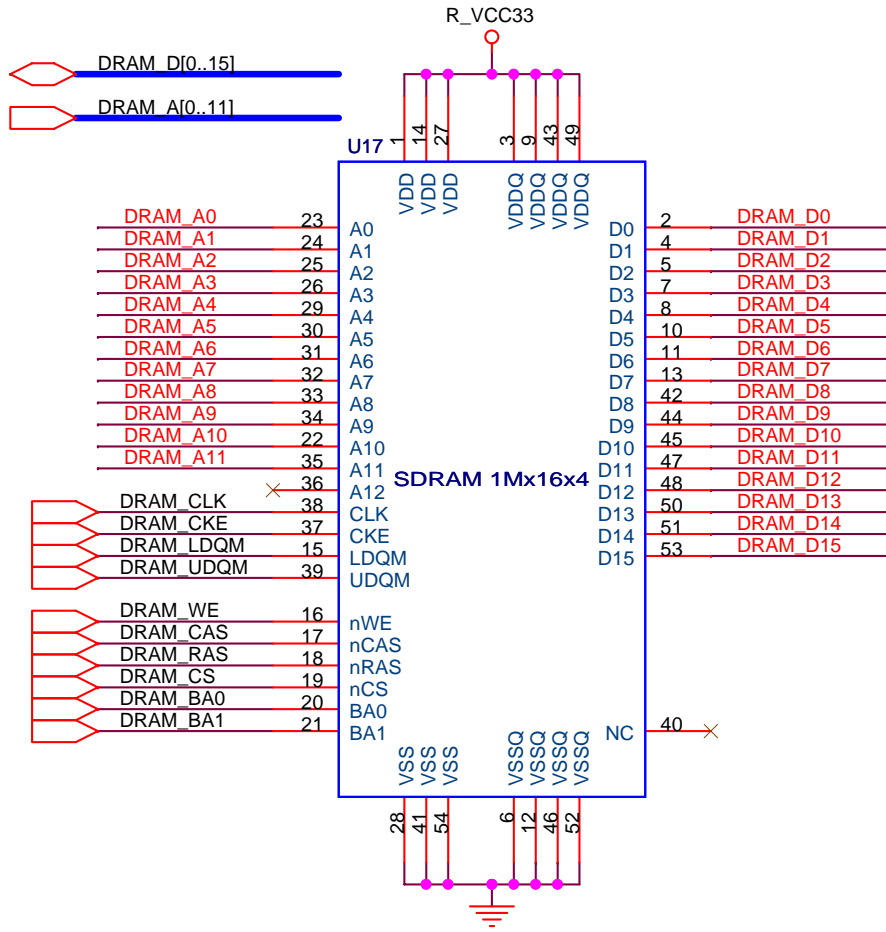 R_VCC33
DRAM_D[0..15]
DRAM_A[0..11]
U17
1 14 27 3 9 43 49
VDD VDD VDD VDDQ VDDQ VDDQ VDDQ
DRAM_A0 23 A0 D0 2 DRAM_D0
DRAM_A1 24 A1 D1 4 DRAM_D1
DRAM_A2 25 A2 D2 5 DRAM_D2
DRAM_A3 26 A3 D3 7 DRAM_D3
DRAM_A4 29 A4 D4 8 DRAM_D4
DRAM_A5 30 A5 D5 10 DRAM_D5
DRAM_A6 31 A6 D6 11 DRAM_D6
DRAM_A7 32 A7 D7 13 DRAM_D7
DRAM_A8 33 A8 D8 42 DRAM_D8
DRAM_A9 34 A9 D9 44 DRAM_D9
DRAM_A10 22 A10 D10 45 DRAM_D10
DRAM_A11 35 A11 D11 47 DRAM_D11
SDRAM 1Mx16x4
36 A12 D12 48 DRAM_D12
DRAM_CLK 38 CLK D13 50 DRAM_D13
DRAM_CKE 37 CKE D14 51 DRAM_D14
DRAM_LDQM 15 LDQM D15 53 DRAM_D15
DRAM_UDQM 39 UDQM
DRAM_WE 16 nWE
DRAM_CAS 17 nCAS
DRAM_RAS 18 nRAS
DRAM_CS 19 nCS
DRAM_BA0 20 BA0
DRAM_BA1 21 BA1 NC 40
VSS VSS VSS VSSQ VSSQ VSSQ VSSQ
28 41 54 6 12 46 52